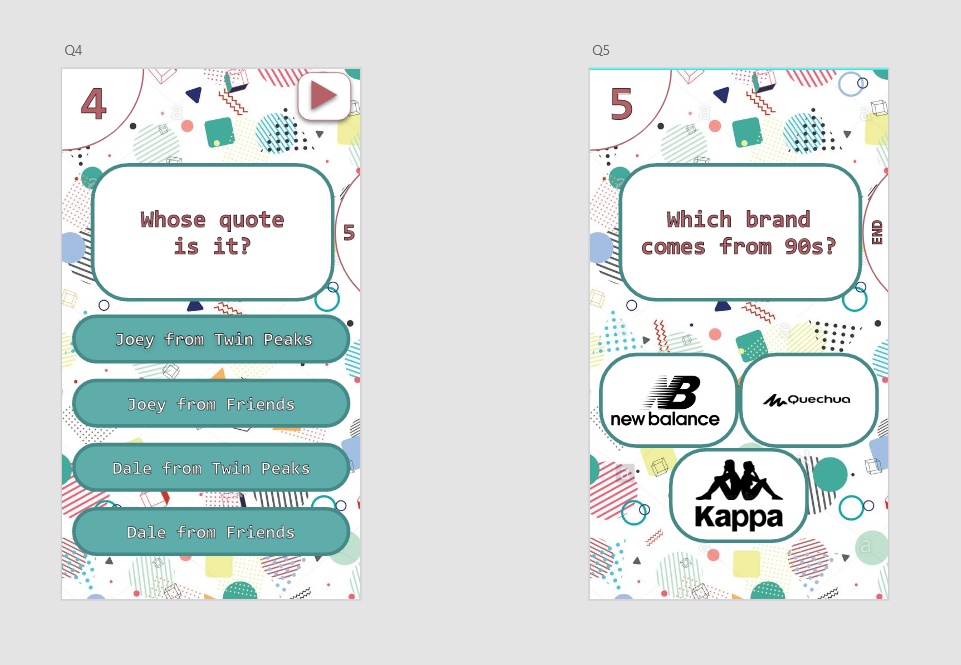 Q4
4
Whose quote
is it?
5
Joey from Twin Peaks
Joey from Friends
Dale from Twin Peaks
Dale from Friends
Q5
5
Which brand
comes from 90s?
END
new balance
Quechua
Kappa